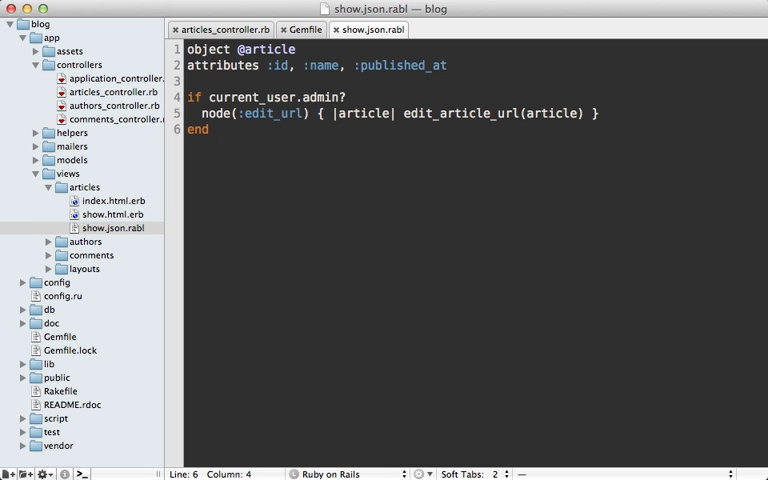 show.json.rabl — blog
blog
app
assets
controllers
application_controller.
articles_controller.rb
authors_controller.rb
comments_controller.r
helpers
mailers
models
views
articles
index.html.erb
show.html.erb
show.json.rabl
authors
comments
layouts
config
config.ru
db
doc
Gemfile
Gemfile.lock
lib
public
Rakefile
README.rdoc
script
test
vendor
articles_controller.rb Gemfile show.json.rabl
1 object @article
2 attributes :id, :name, :published_at
3
4 if current_user.admin?
5 node(:edit_url) { |article| edit_article_url(article) }
6 end
Line: 6 Column: 4 Ruby on Rails Soft Tabs: 2 —